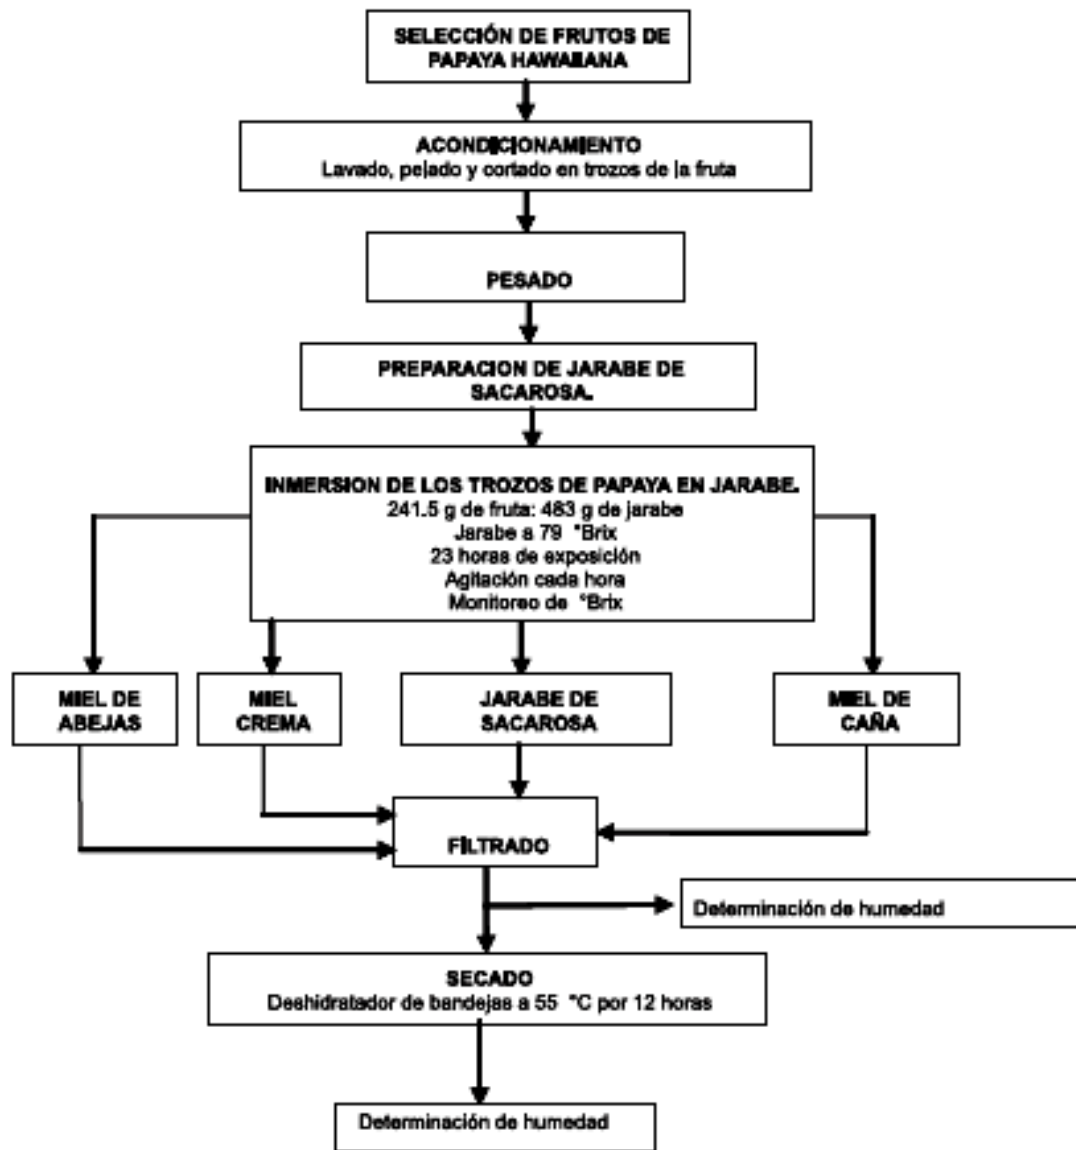 SELECCIÓN DE FRUTOS DE
PAPAYA HAWAIIANA
ACONDICIONAMIENTO
Lavado, pelado y cortado en trozos de la fruta
PESADO
PREPARACION DE JARABE DE
SACAROSA.
INMERSION DE LOS TROZOS DE PAPAYA EN JARABE.
241.5 g de fruta: 483 g de jarabe
Jarabe a 79 °Brix
23 horas de exposición
Agitación cada hora
Monitoreo de °Brix
MIEL DE
ABEJAS
MIEL
CREMA
JARABE DE
SACAROSA
MIEL DE
CAÑA
FILTRADO
Determinación de humedad
SECADO
Deshidratador de bandejas a 55 °C por 12 horas
Determinación de humedad